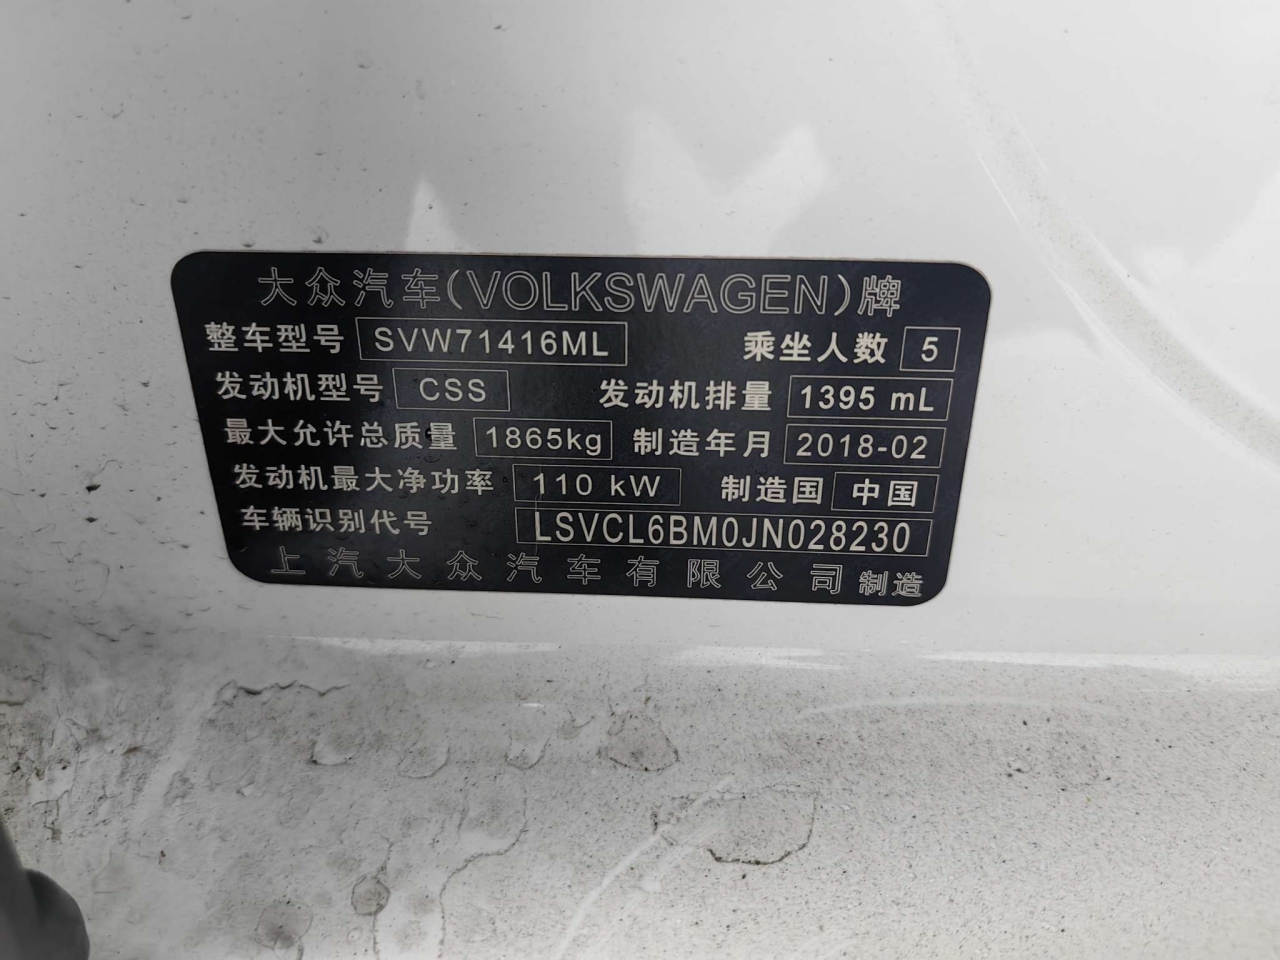 大众汽车(VOLKSWAGEN)牌
整车型号 SVW71416ML 乘坐人数 5
发动机型号 CSS 发动机排量 1395 mL
最大允许总质量 1865kg 制造年月 2018-02
发动机最大净功率 110 kW 制造国 中国
车辆识别代号 LSVCL6BM0JN028230
上汽大众汽车有限公司 制造